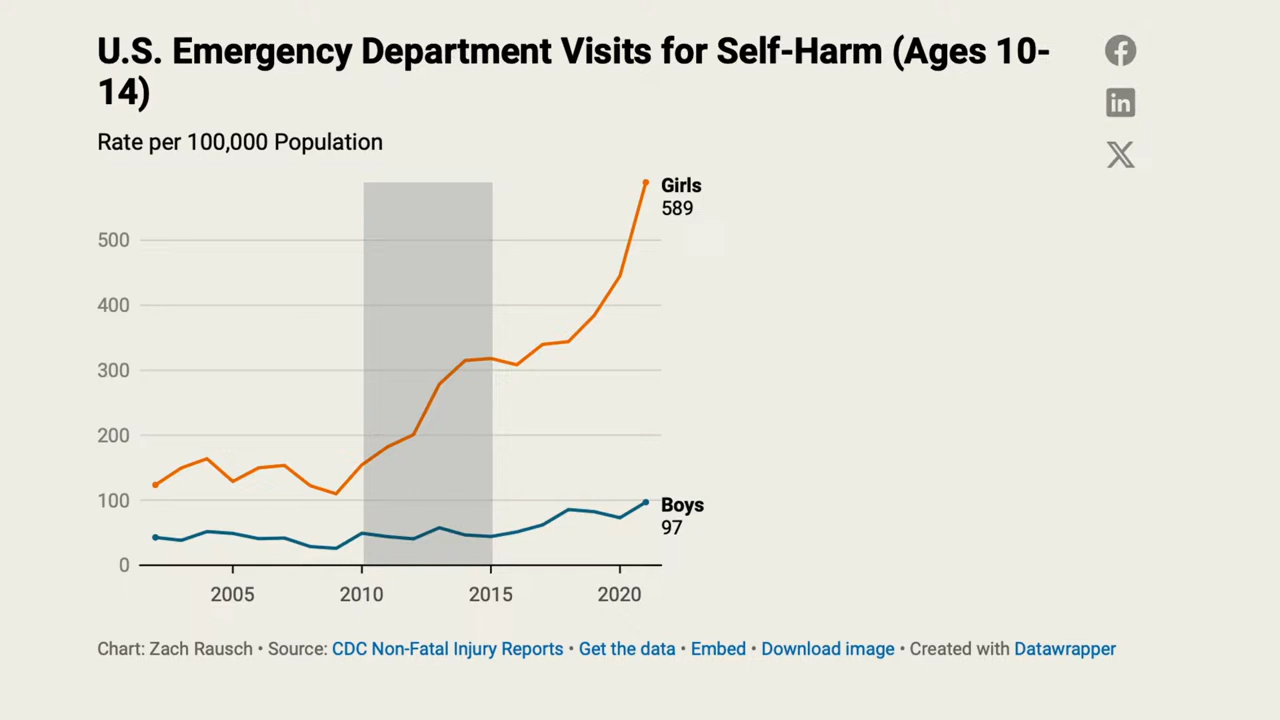 U.S. Emergency Department Visits for Self-Harm (Ages 10-
14)
Rate per 100,000 Population
Girls
589
500
400
300
200
100
0
Boys
97
2005 2010 2015 2020
Chart: Zach Rausch • Source: CDC Non-Fatal Injury Reports • Get the data • Embed • Download image • Created with Datawrapper